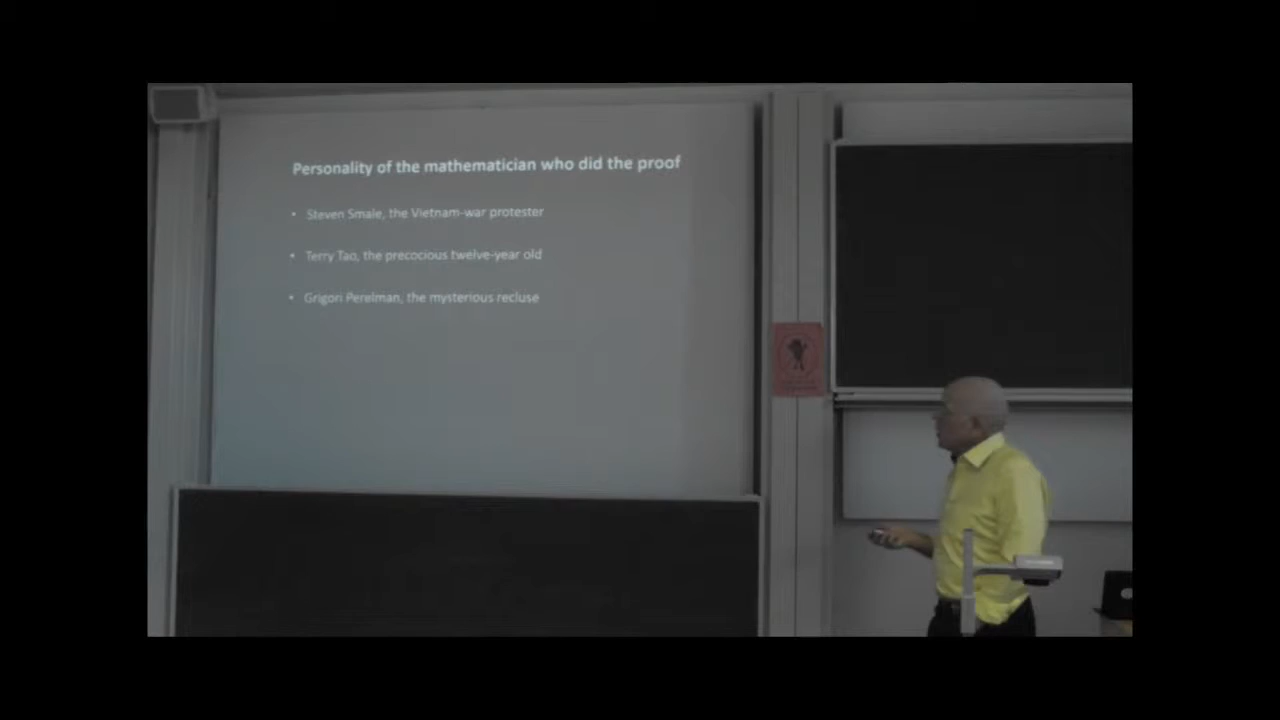 Personality of the mathematician who did the proof
• Steven Smale, the Vietnam-war protester
• Terry Tao, the precocious twelve-year old
• Grigori Perelman, the mysterious recluse